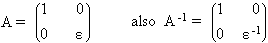 A = ( 1 0 ) also A⁻¹ = ( 1 0 )
( 0 ε ) ( 0 ε⁻¹ )